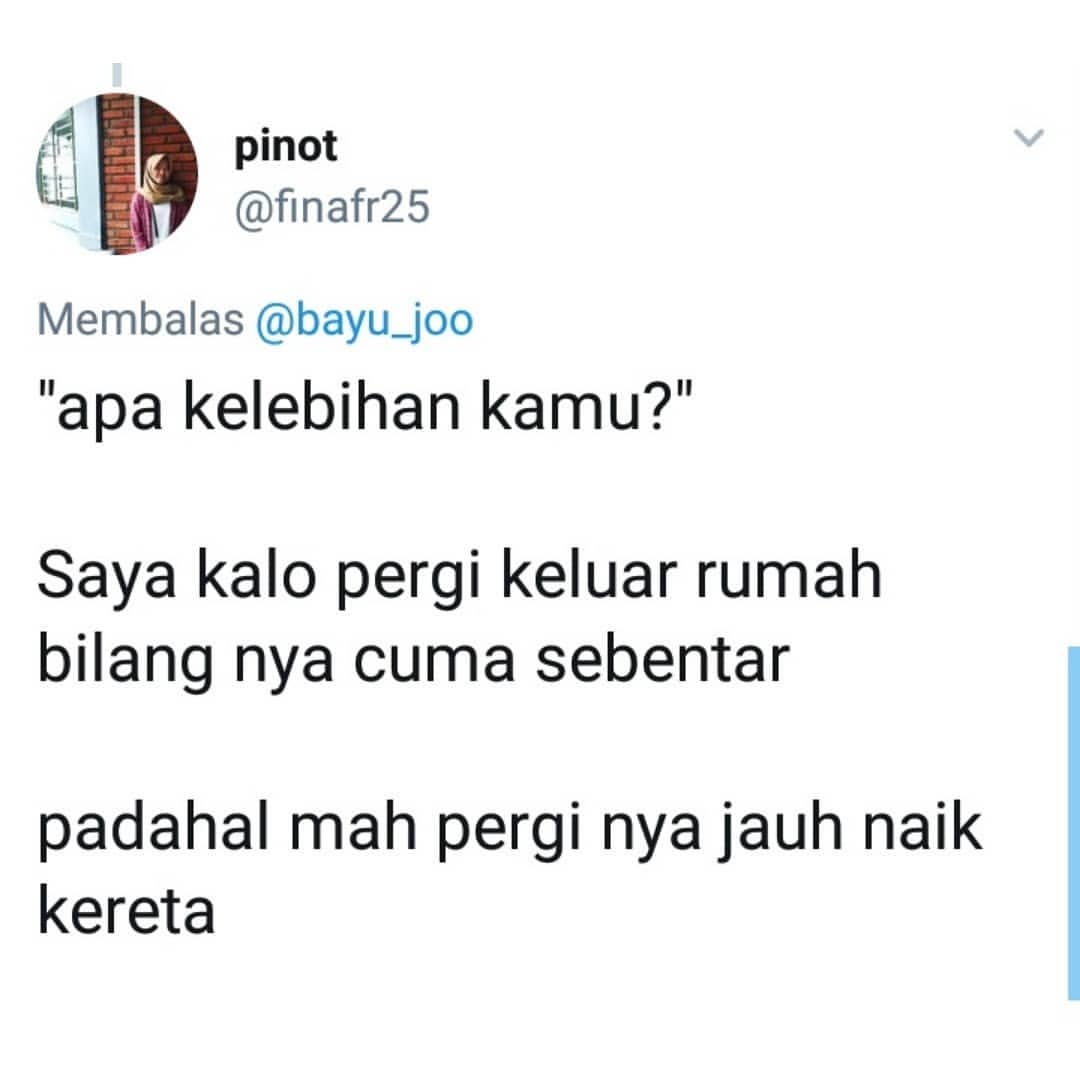 pinot
@finafr25
Membalas @bayu_joo
"apa kelebihan kamu?"
Saya kalo pergi keluar rumah
bilang nya cuma sebentar
padahal mah pergi nya jauh naik
kereta